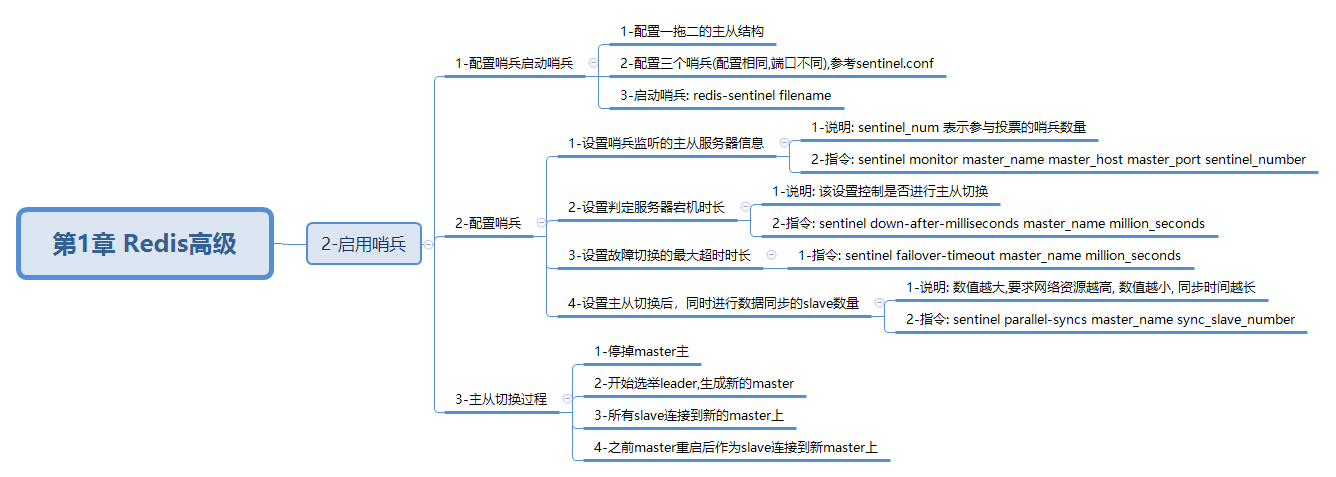 第1章 Redis高级
2-启用哨兵
1-配置哨兵启动哨兵
1-配置一拖二的主从结构
2-配置三个哨兵(配置相同,端口不同),参考sentinel.conf
3-启动哨兵: redis-sentinel filename
2-配置哨兵
1-设置哨兵监听的主从服务器信息
1-说明: sentinel_num 表示参与投票的哨兵数量
2-指令: sentinel monitor master_name master_host master_port sentinel_number
2-设置判定服务器宕机时长
1-说明: 该设置控制是否进行主从切换
2-指令: sentinel down-after-milliseconds master_name million_seconds
3-设置故障切换的最大超时时长
1-指令: sentinel failover-timeout master_name million_seconds
4-设置主从切换后，同时进行数据同步的slave数量
1-说明: 数值越大,要求网络资源越高, 数值越小, 同步时间越长
2-指令: sentinel parallel-syncs master_name sync_slave_number
3-主从切换过程
1-停掉master主
2-开始选举leader,生成新的master
3-所有slave连接到新的master上
4-之前master重启后作为slave连接到新master上